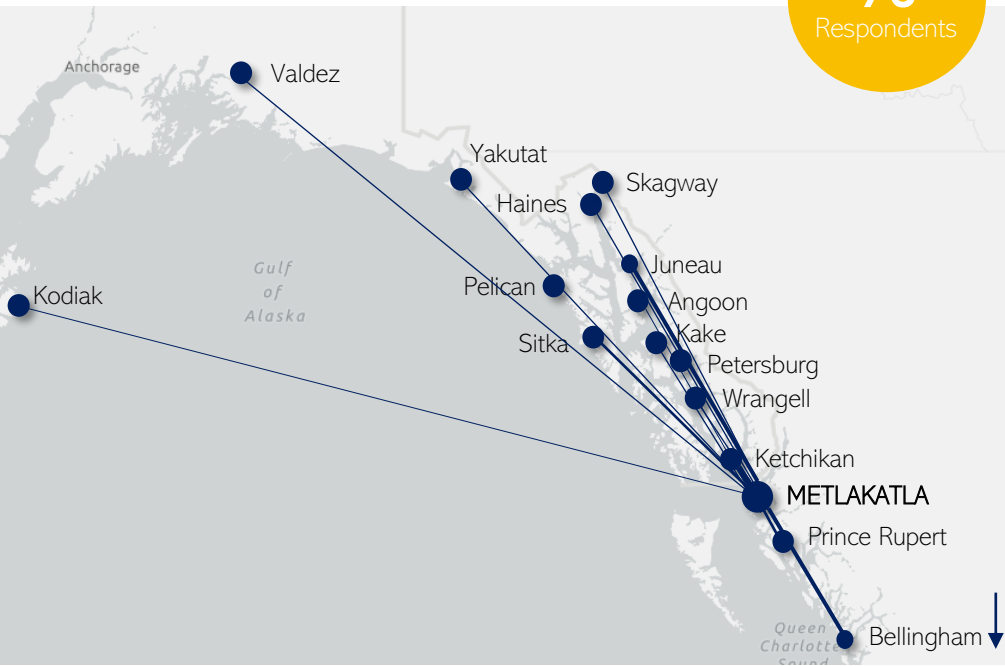 Respondents
Anchorage
Valdez
Yakutat
Skagway
Haines
Juneau
Gulf
of
Alaska
Pelican
Angoon
Kodiak
Kake
Sitka
Petersburg
Wrangell
Ketchikan
METLAKATLA
Prince Rupert
Queen
Charlotte
Bellingham
Sound